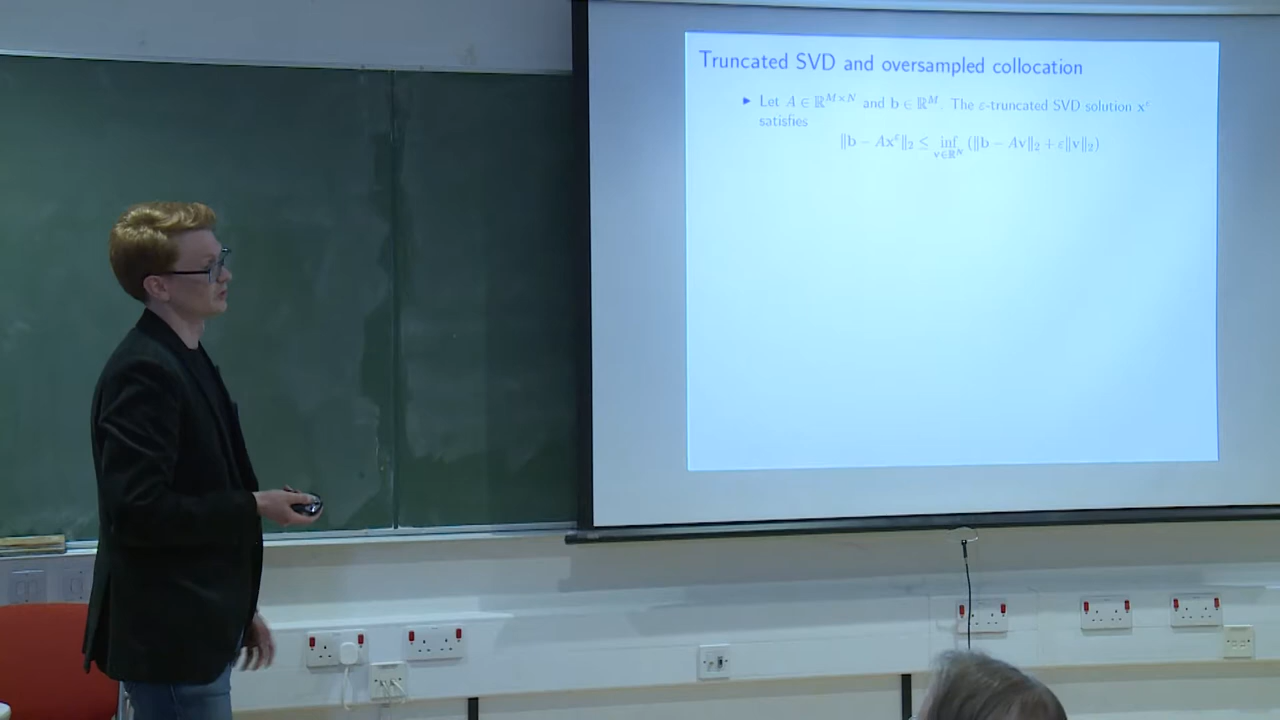 Truncated SVD and oversampled collocation
▶ Let A ∈ ℝ^{M×N} and b ∈ ℝ^M. The ε-truncated SVD solution x^ε
satisfies
‖b − Ax^ε‖₂ ≤ inf_{v∈ℝ^N} (‖b − Av‖₂ + ε‖v‖₂)